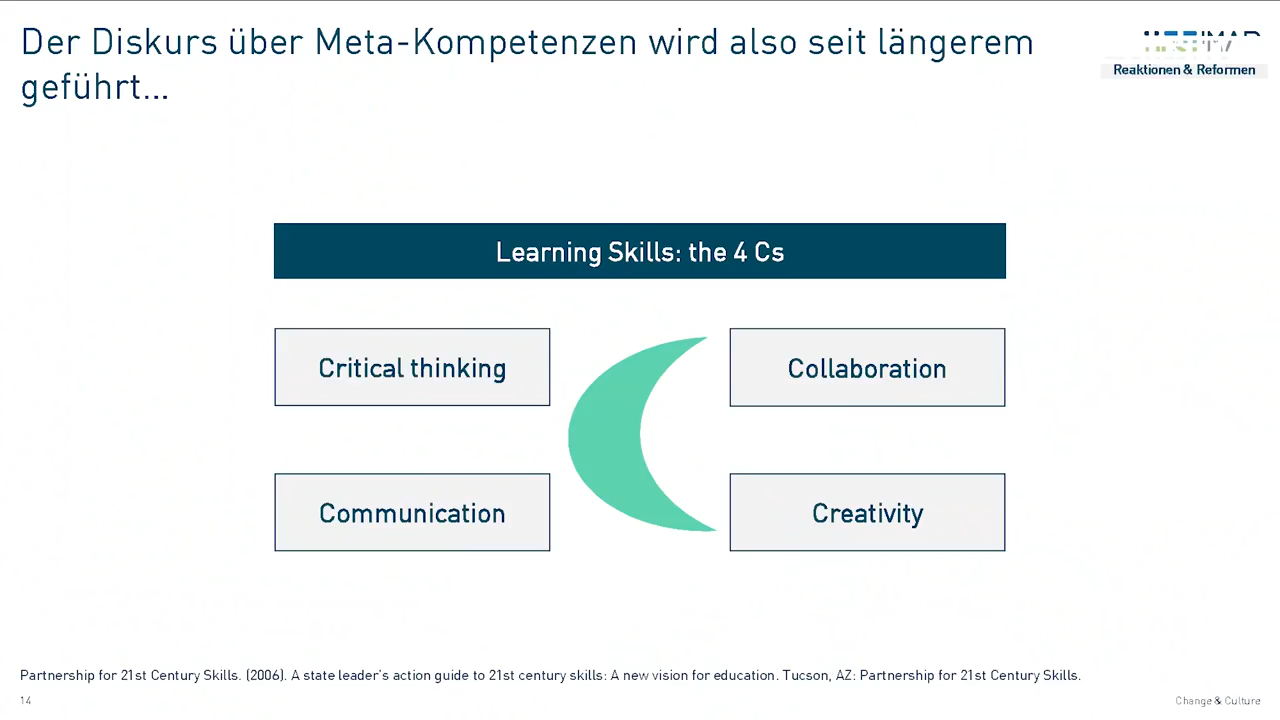 Der Diskurs über Meta-Kompetenzen wird also seit längerem
geführt...
Reaktionen & Reformen
Learning Skills: the 4 Cs
Critical thinking
Collaboration
Communication
Creativity
Partnership for 21st Century Skills. (2006). A state leader's action guide to 21st century skills: A new vision for education. Tucson, AZ: Partnership for 21st Century Skills.
14
Change & Culture